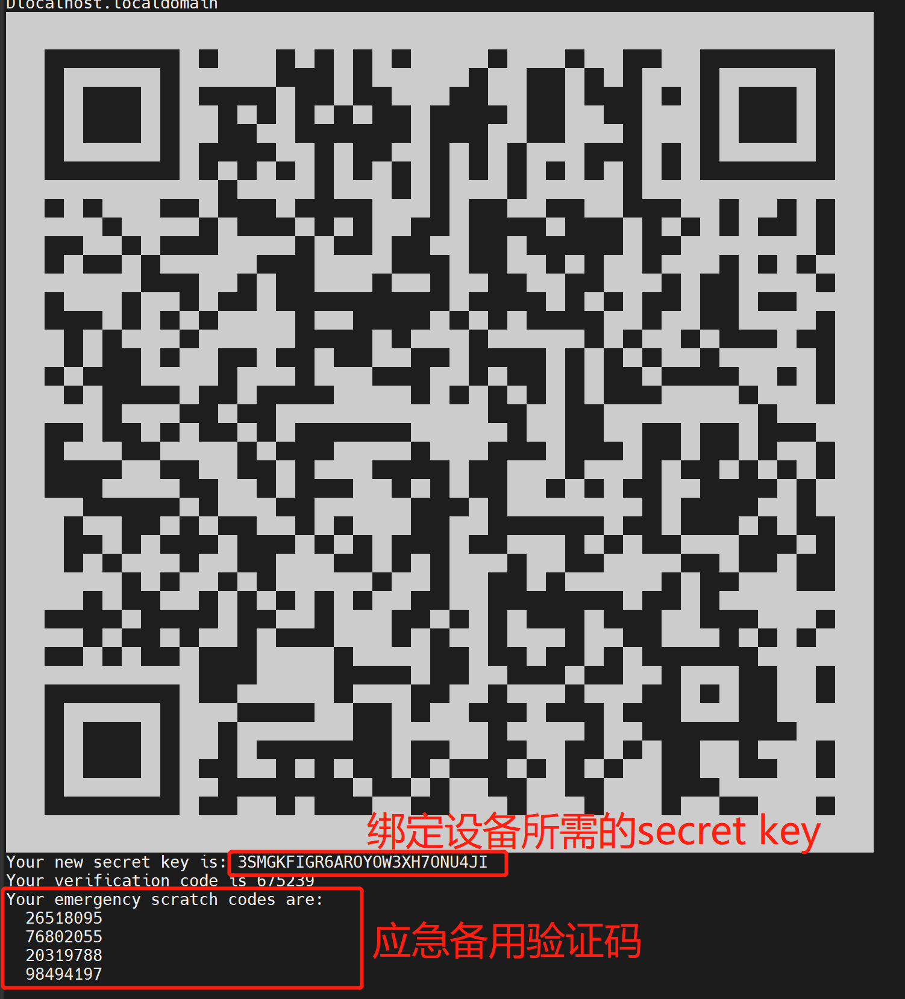 Dlocalhost.localdomain
绑定设备所需的secret key
Your new secret key is: 3SMGKFIGR6AROYOW3XH7ONU4JI
Your verification code is 675239
Your emergency scratch codes are:
26518095
76802055
应急备用验证码
20319788
98494197